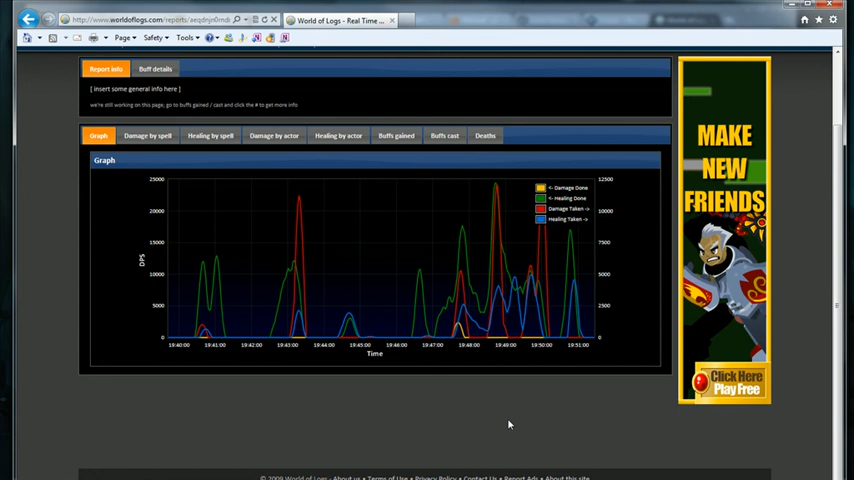 http://www.worldoflogs.com/reports/aeqdnjn0rndi
World of Logs - Real Time ...
Page Safety Tools
Report info Buff details
[ insert some general info here ]
we're still working on this page; go to buffs gained / cast and click the # to get more info
Graph Damage by spell Healing by spell Damage by actor Healing by actor Buffs gained Buffs cast Deaths
Graph
25000 12500
<- Damage Done
<- Healing Done
20000 10000
Damage Taken ->
Healing Taken ->
15000 7500
DPS
10000 5000
5000 2500
0 0
19:40:00 19:41:00 19:42:00 19:43:00 19:44:00 19:45:00 19:46:00 19:47:00 19:48:00 19:49:00 19:50:00 19:51:00
Time
MAKE
NEW
FRIENDS
Click Here
Play Free
© 2009 World of Logs - About us - Terms of Use - Privacy Policy - Contact Us - Report Ads - About this site